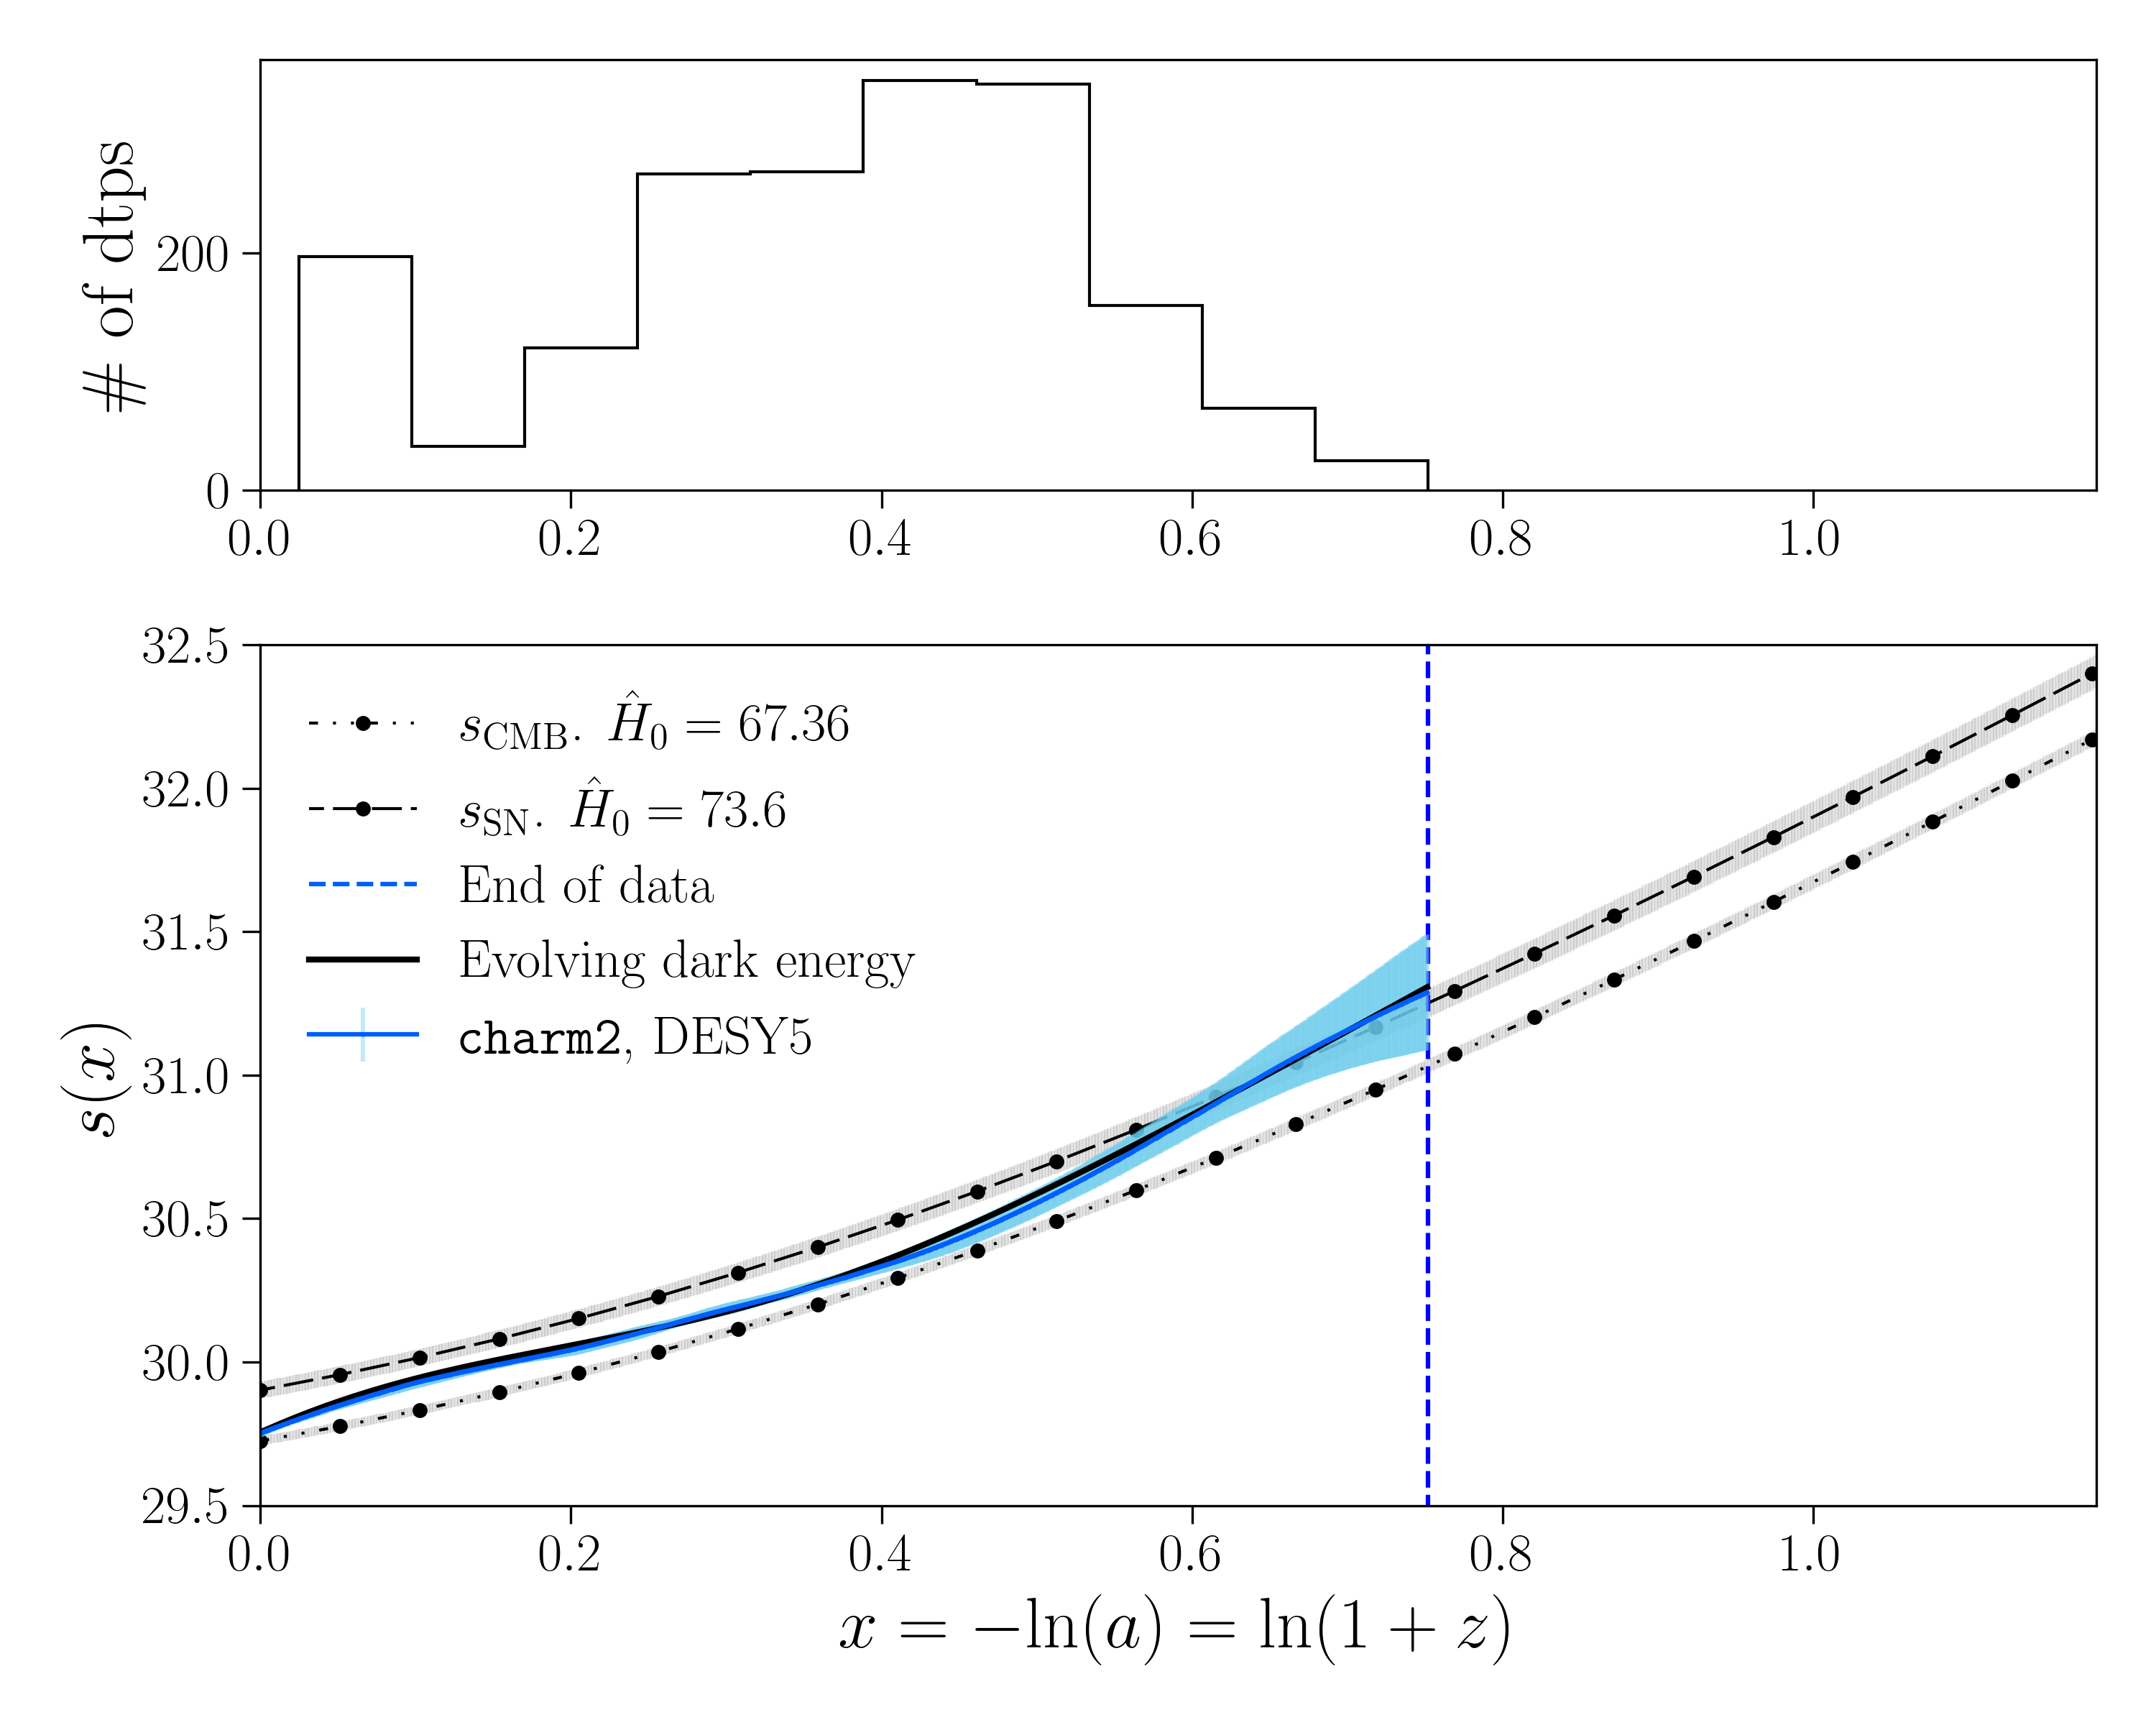 # of dtps
200
0
0.0 0.2 0.4 0.6 0.8 1.0
s(x)
32.5
32.0
31.5
31.0
30.5
30.0
29.5
s_CMB. Ĥ_0 = 67.36
s_SN. Ĥ_0 = 73.6
End of data
Evolving dark energy
charm2, DESY5
0.0 0.2 0.4 0.6 0.8 1.0
x = −ln(a) = ln(1 + z)